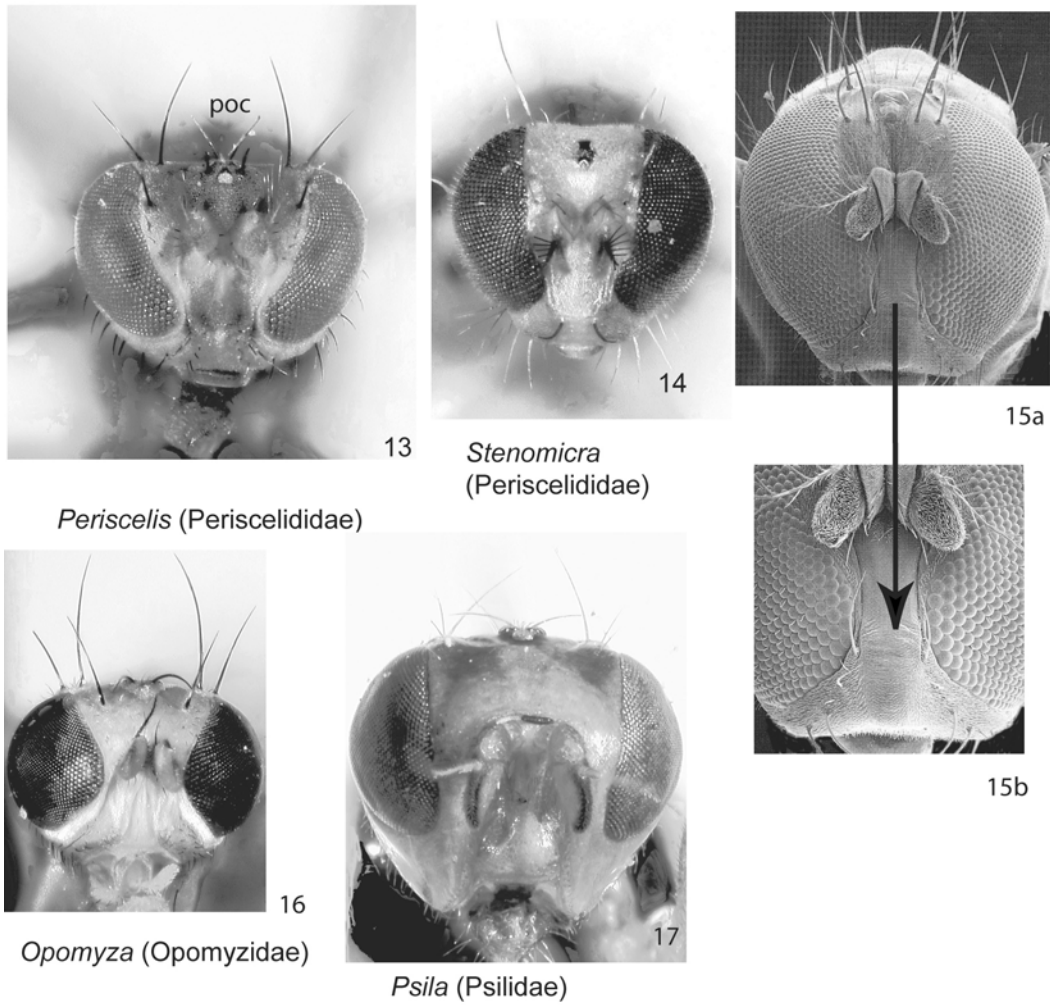 poc
13
14
15a
Stenomicra
(Periscelididae)
Periscelis (Periscelididae)
15b
16
17
Opomyza (Opomyzidae)
Psila (Psilidae)